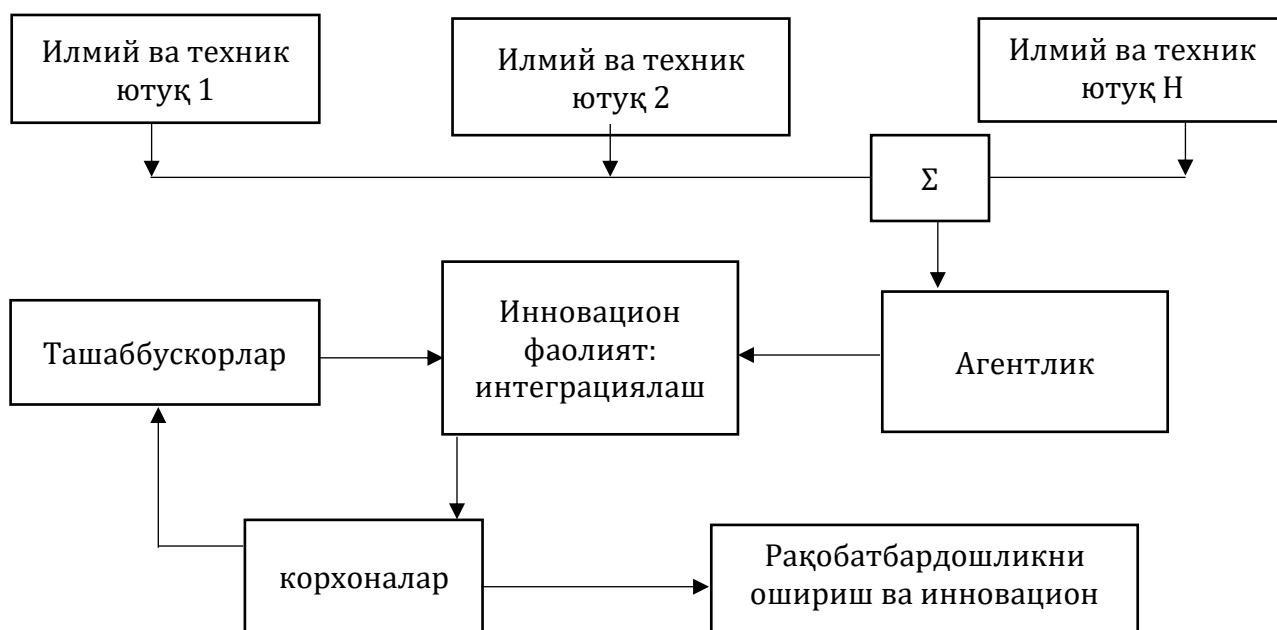 Илмий ва техник
ютуқ 1
Илмий ва техник
ютуқ 2
Илмий ва техник
ютуқ Н
Σ
Ташаббускорлар
Инновацион
фаолият:
интеграциялаш
Агентлик
корхоналар
Рақобатбардошликни
ошириш ва инновацион